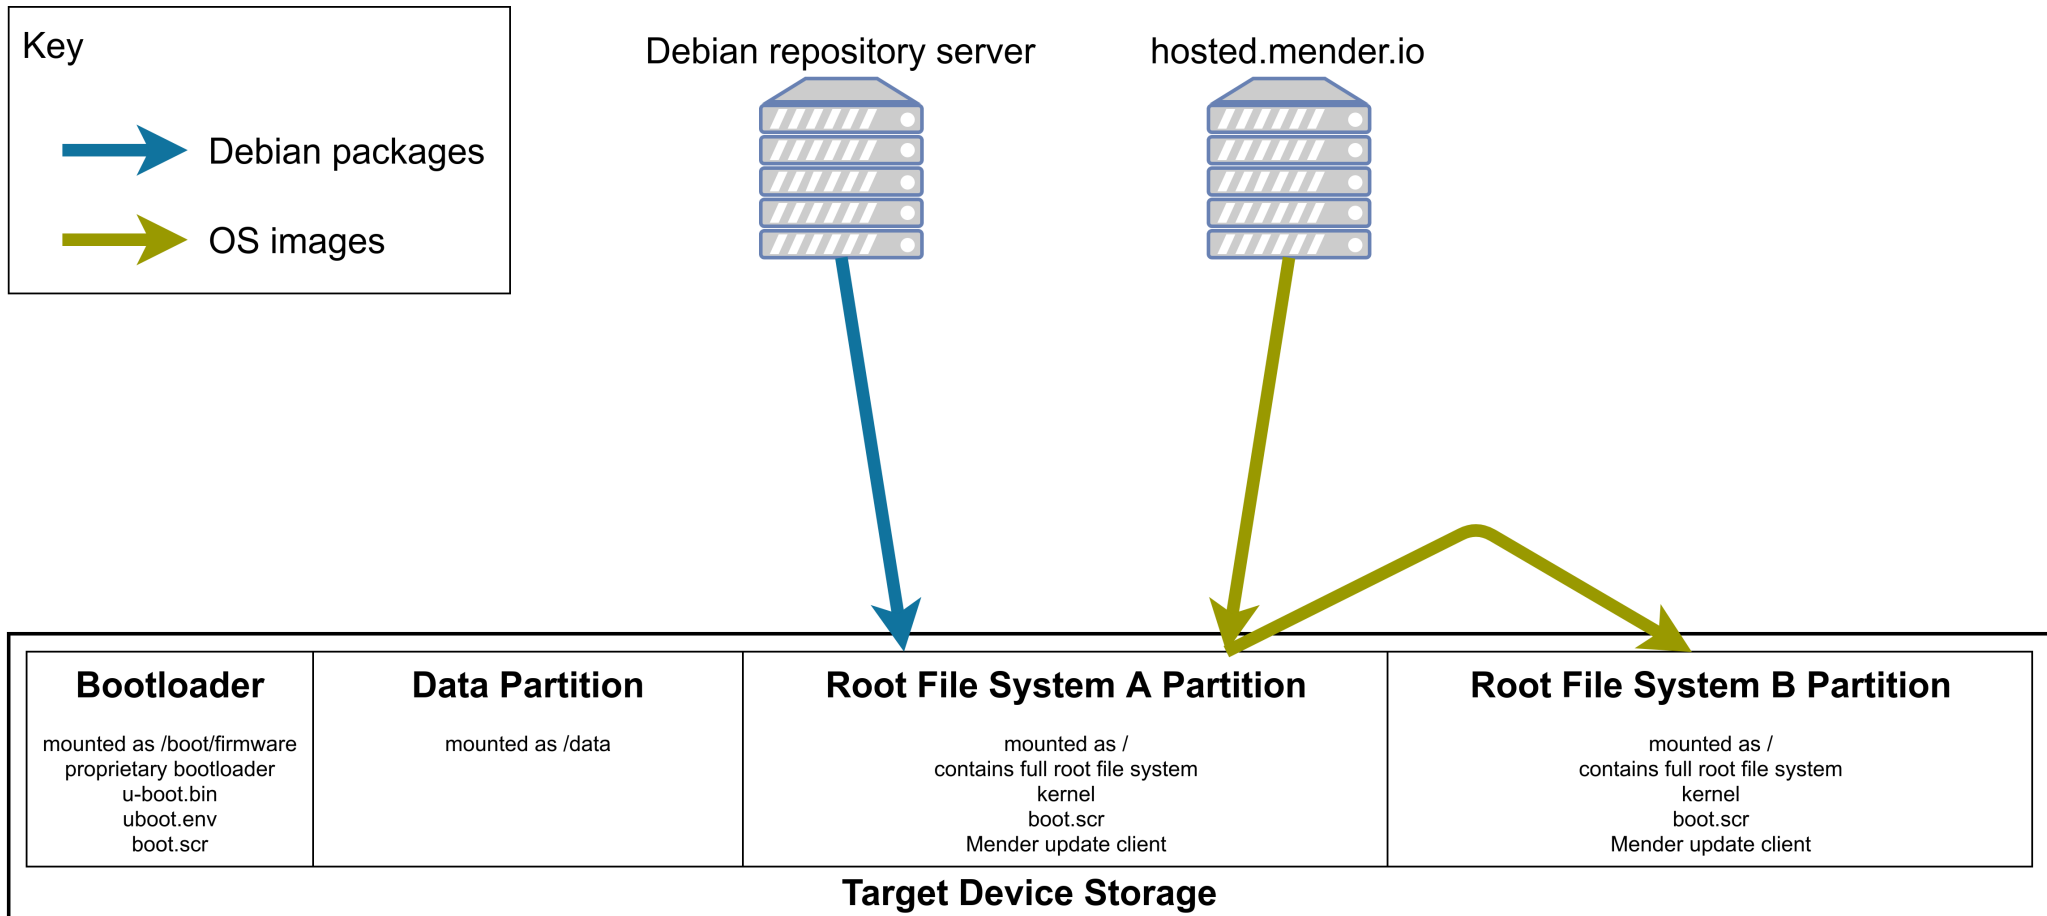 Key
Debian packages
OS images
Debian repository server
hosted.mender.io
Bootloader
mounted as /boot/firmware
proprietary bootloader
u-boot.bin
uboot.env
boot.scr
Data Partition
mounted as /data
Root File System A Partition
mounted as /
contains full root file system
kernel
boot.scr
Mender update client
Root File System B Partition
mounted as /
contains full root file system
kernel
boot.scr
Mender update client
Target Device Storage